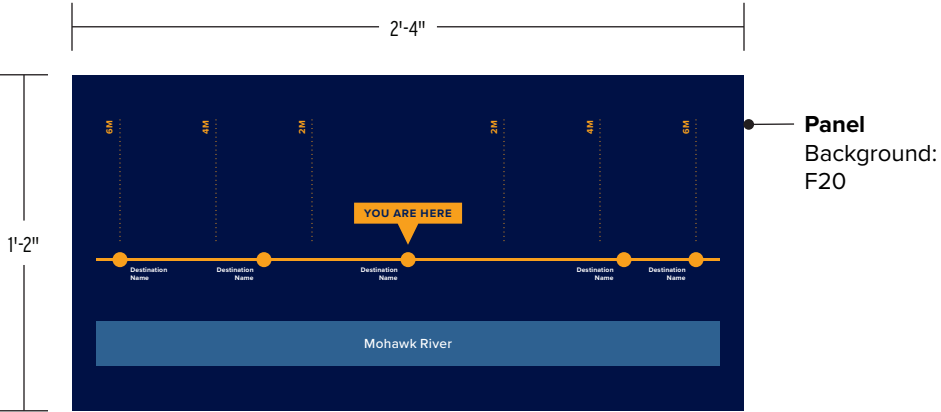 2'-4"
6M
4M
2M
2M
4M
6M
Panel
Background:
F20
YOU ARE HERE
1'-2"
Destination
Name
Destination
Name
Destination
Name
Destination
Name
Destination
Name
Mohawk River